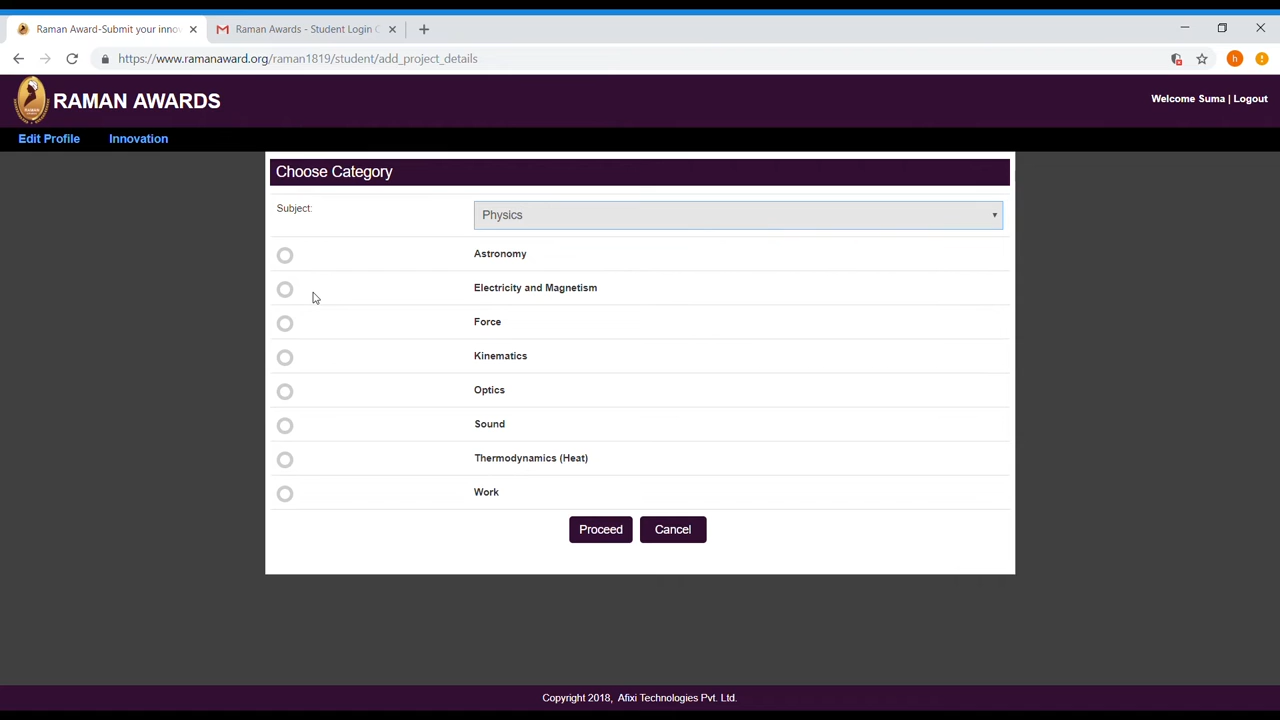 Raman Award-Submit your innov
Raman Awards - Student Login C
https://www.ramanaward.org/raman1819/student/add_project_details
h
RAMAN AWARDS
Welcome Suma | Logout
Edit Profile Innovation
Choose Category
Subject:
Physics
Astronomy
Electricity and Magnetism
Force
Kinematics
Optics
Sound
Thermodynamics (Heat)
Work
Proceed Cancel
Copyright 2018, Afixi Technologies Pvt. Ltd.